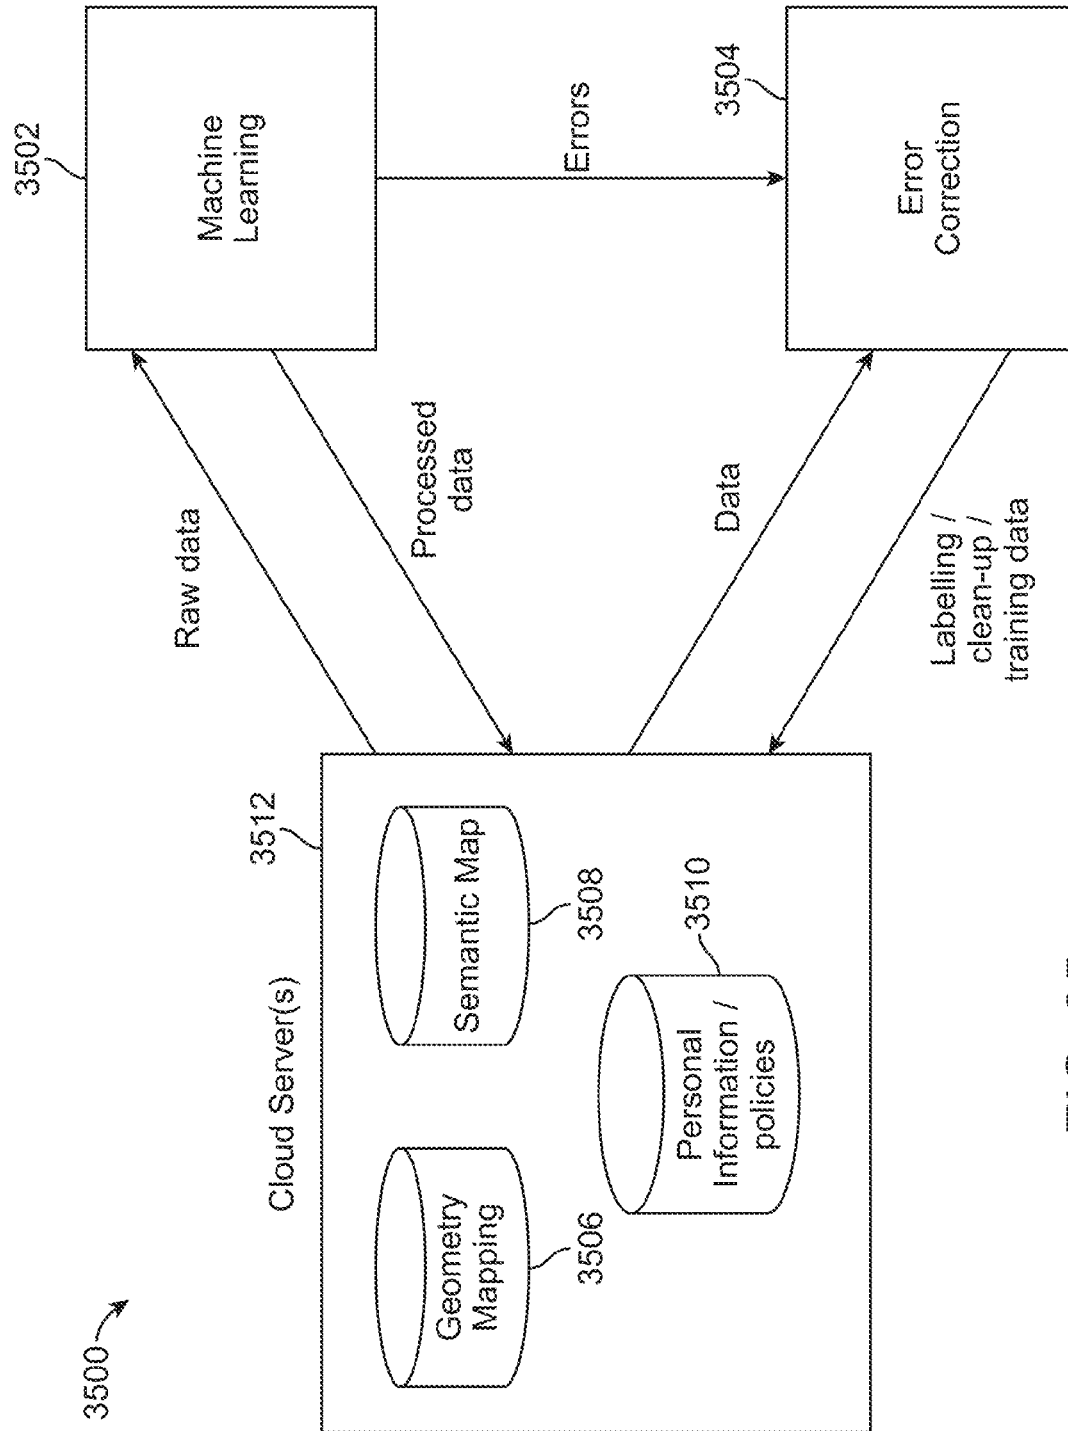 3500
Cloud Server(s)
3512
Geometry
Mapping
3506
Semantic Map
3508
Personal
Information /
policies
3510
Raw data
Processed
data
Data
Labelling /
clean-up /
training data
3502
Machine
Learning
Errors
3504
Error
Correction